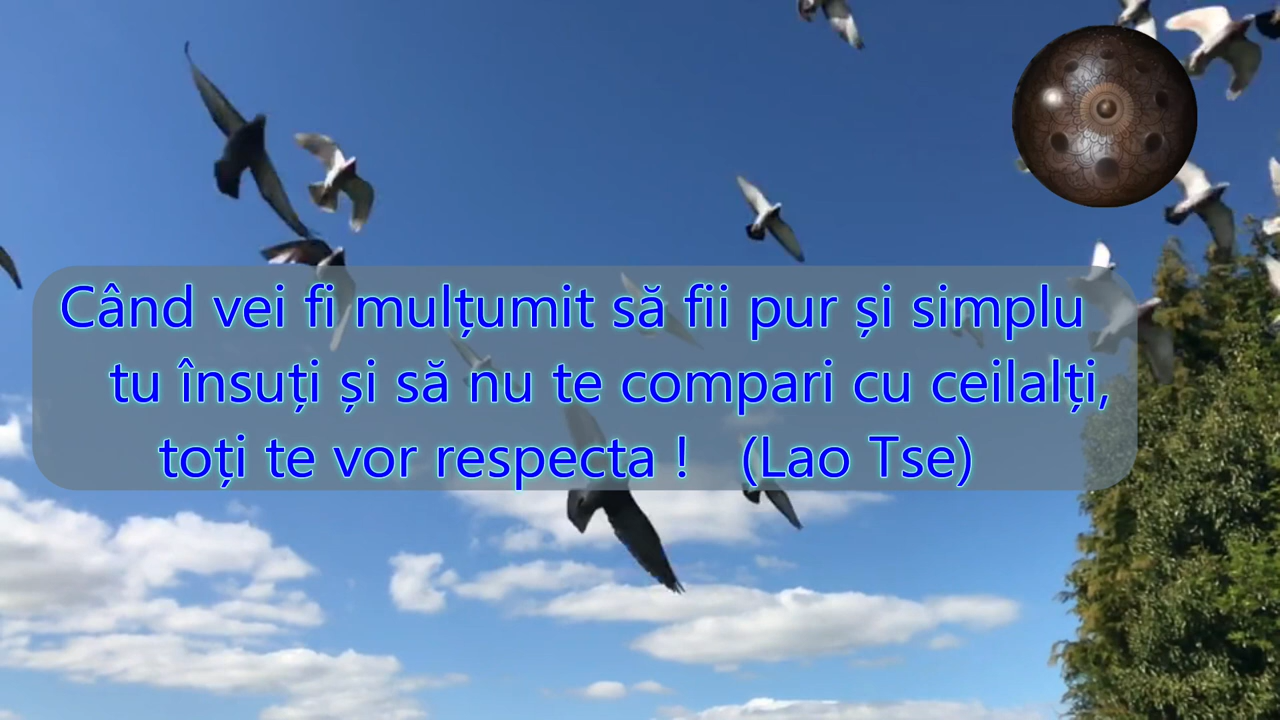 Când vei fi mulțumit să fii pur și simplu
tu însuți și să nu te compari cu ceilalți,
toți te vor respecta ! (Lao Tse)